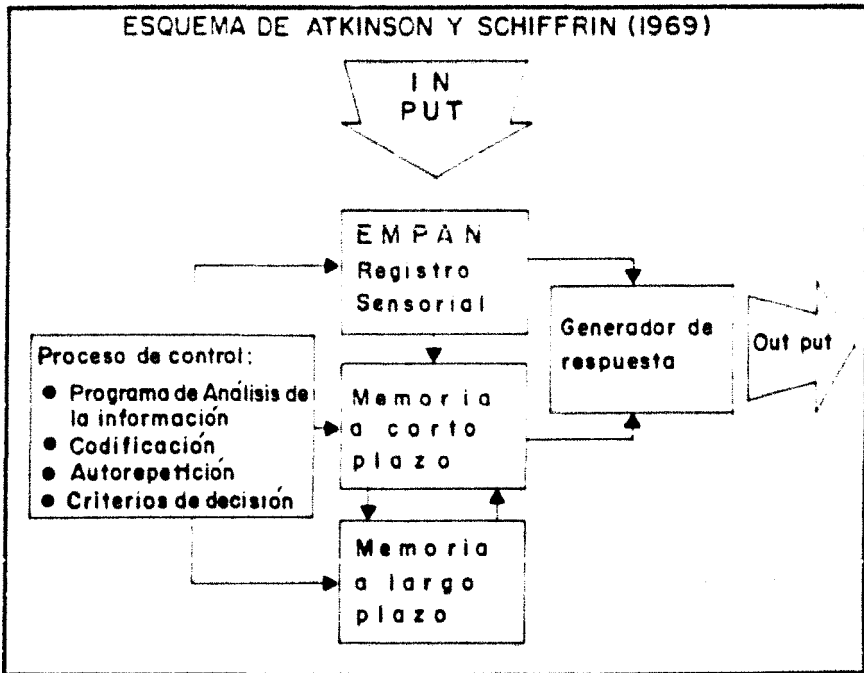 ESQUEMA DE ATKINSON Y SCHIFFRIN (1969)
IN
PUT
EMPAN
Registro
Sensorial
Generador de
respuesta
Out put
Proceso de control:
● Programa de Análisis de
la información
● Codificación
● Autorepetición
● Criterios de decisión
Memoria
a corto
plazo
Memoria
a largo
plazo